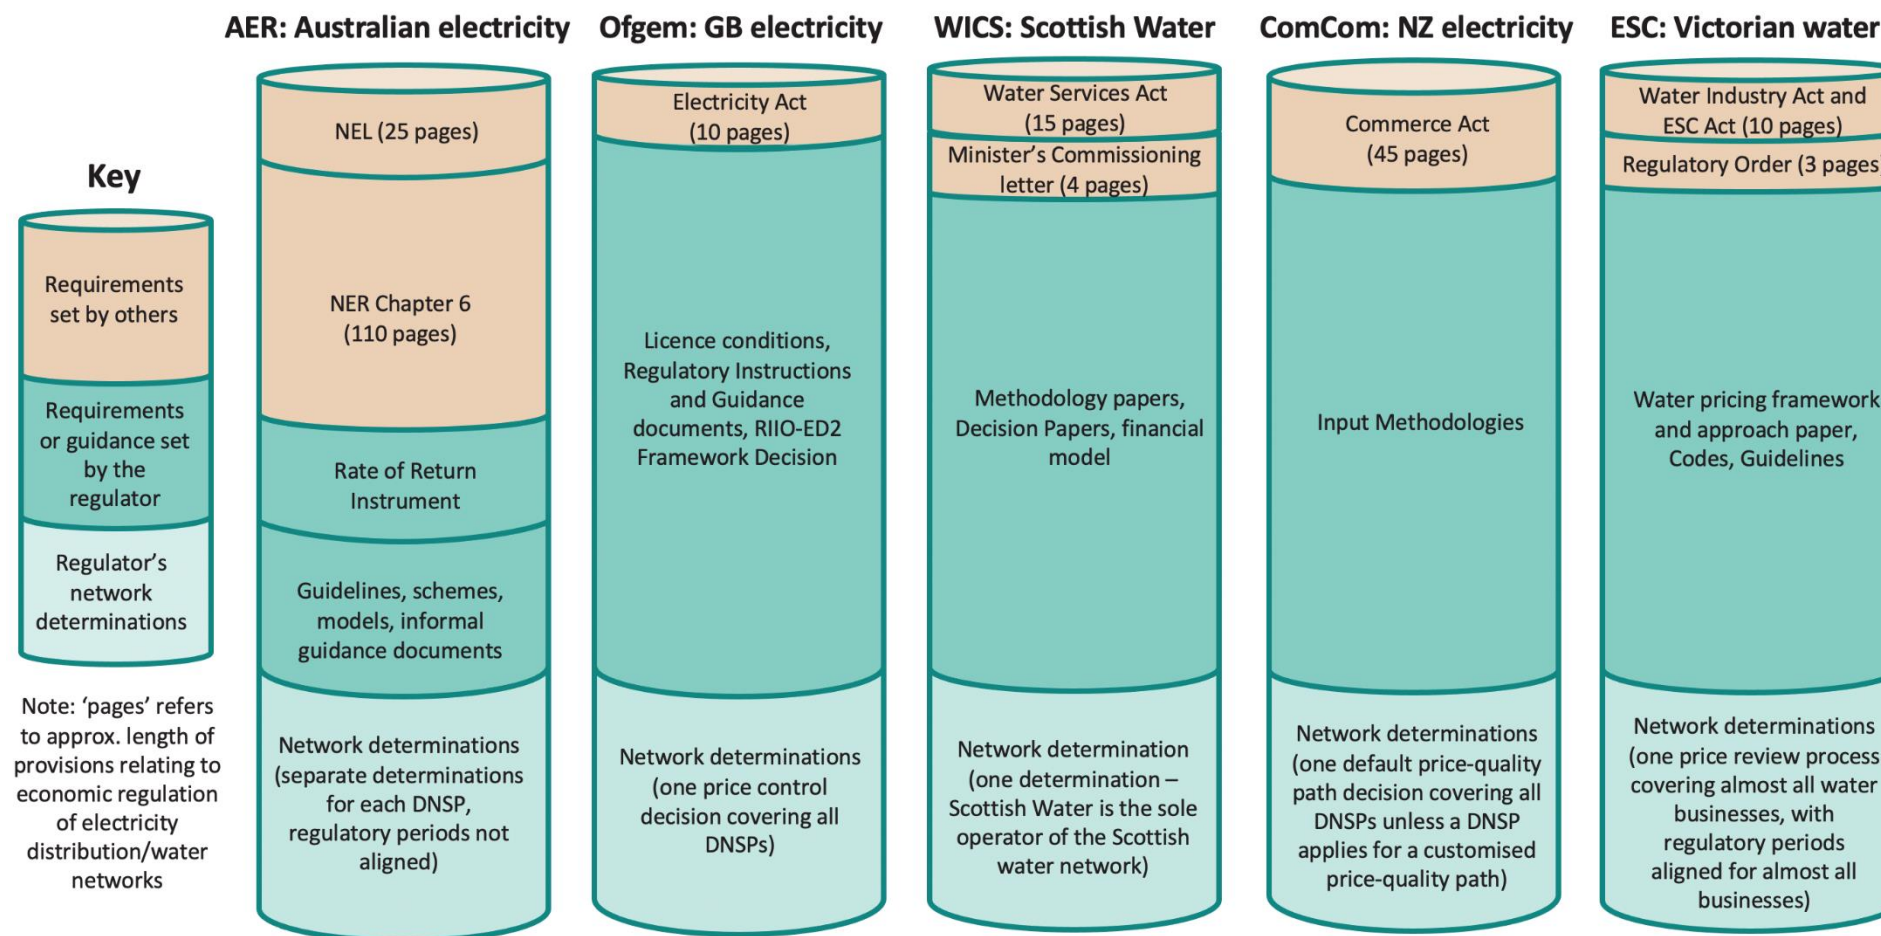 AER: Australian electricity
Ofgem: GB electricity
WICS: Scottish Water
ComCom: NZ electricity
ESC: Victorian water
Key
Requirements
set by others
Requirements
or guidance set
by the
regulator
Regulator's
network
determinations
Note: 'pages' refers
to approx. length of
provisions relating to
economic regulation
of electricity
distribution/water
networks
NEL (25 pages)
NER Chapter 6
(110 pages)
Rate of Return
Instrument
Guidelines, schemes,
models, informal
guidance documents
Network determinations
(separate determinations
for each DNSP,
regulatory periods not
aligned)
Electricity Act
(10 pages)
Licence conditions,
Regulatory Instructions
and Guidance
documents, RIIO-ED2
Framework Decision
Network determinations
(one price control
decision covering all
DNSPs)
Water Services Act
(15 pages)
Minister's Commissioning
letter (4 pages)
Methodology papers,
Decision Papers, financial
model
Network determination
(one determination –
Scottish Water is the sole
operator of the Scottish
water network)
Commerce Act
(45 pages)
Input Methodologies
Network determinations
(one default price-quality
path decision covering all
DNSPs unless a DNSP
applies for a customised
price-quality path)
Water Industry Act and
ESC Act (10 pages)
Regulatory Order (3 pages)
Water pricing framework
and approach paper,
Codes, Guidelines
Network determinations
(one price review process
covering almost all water
businesses, with
regulatory periods
aligned for almost all
businesses)